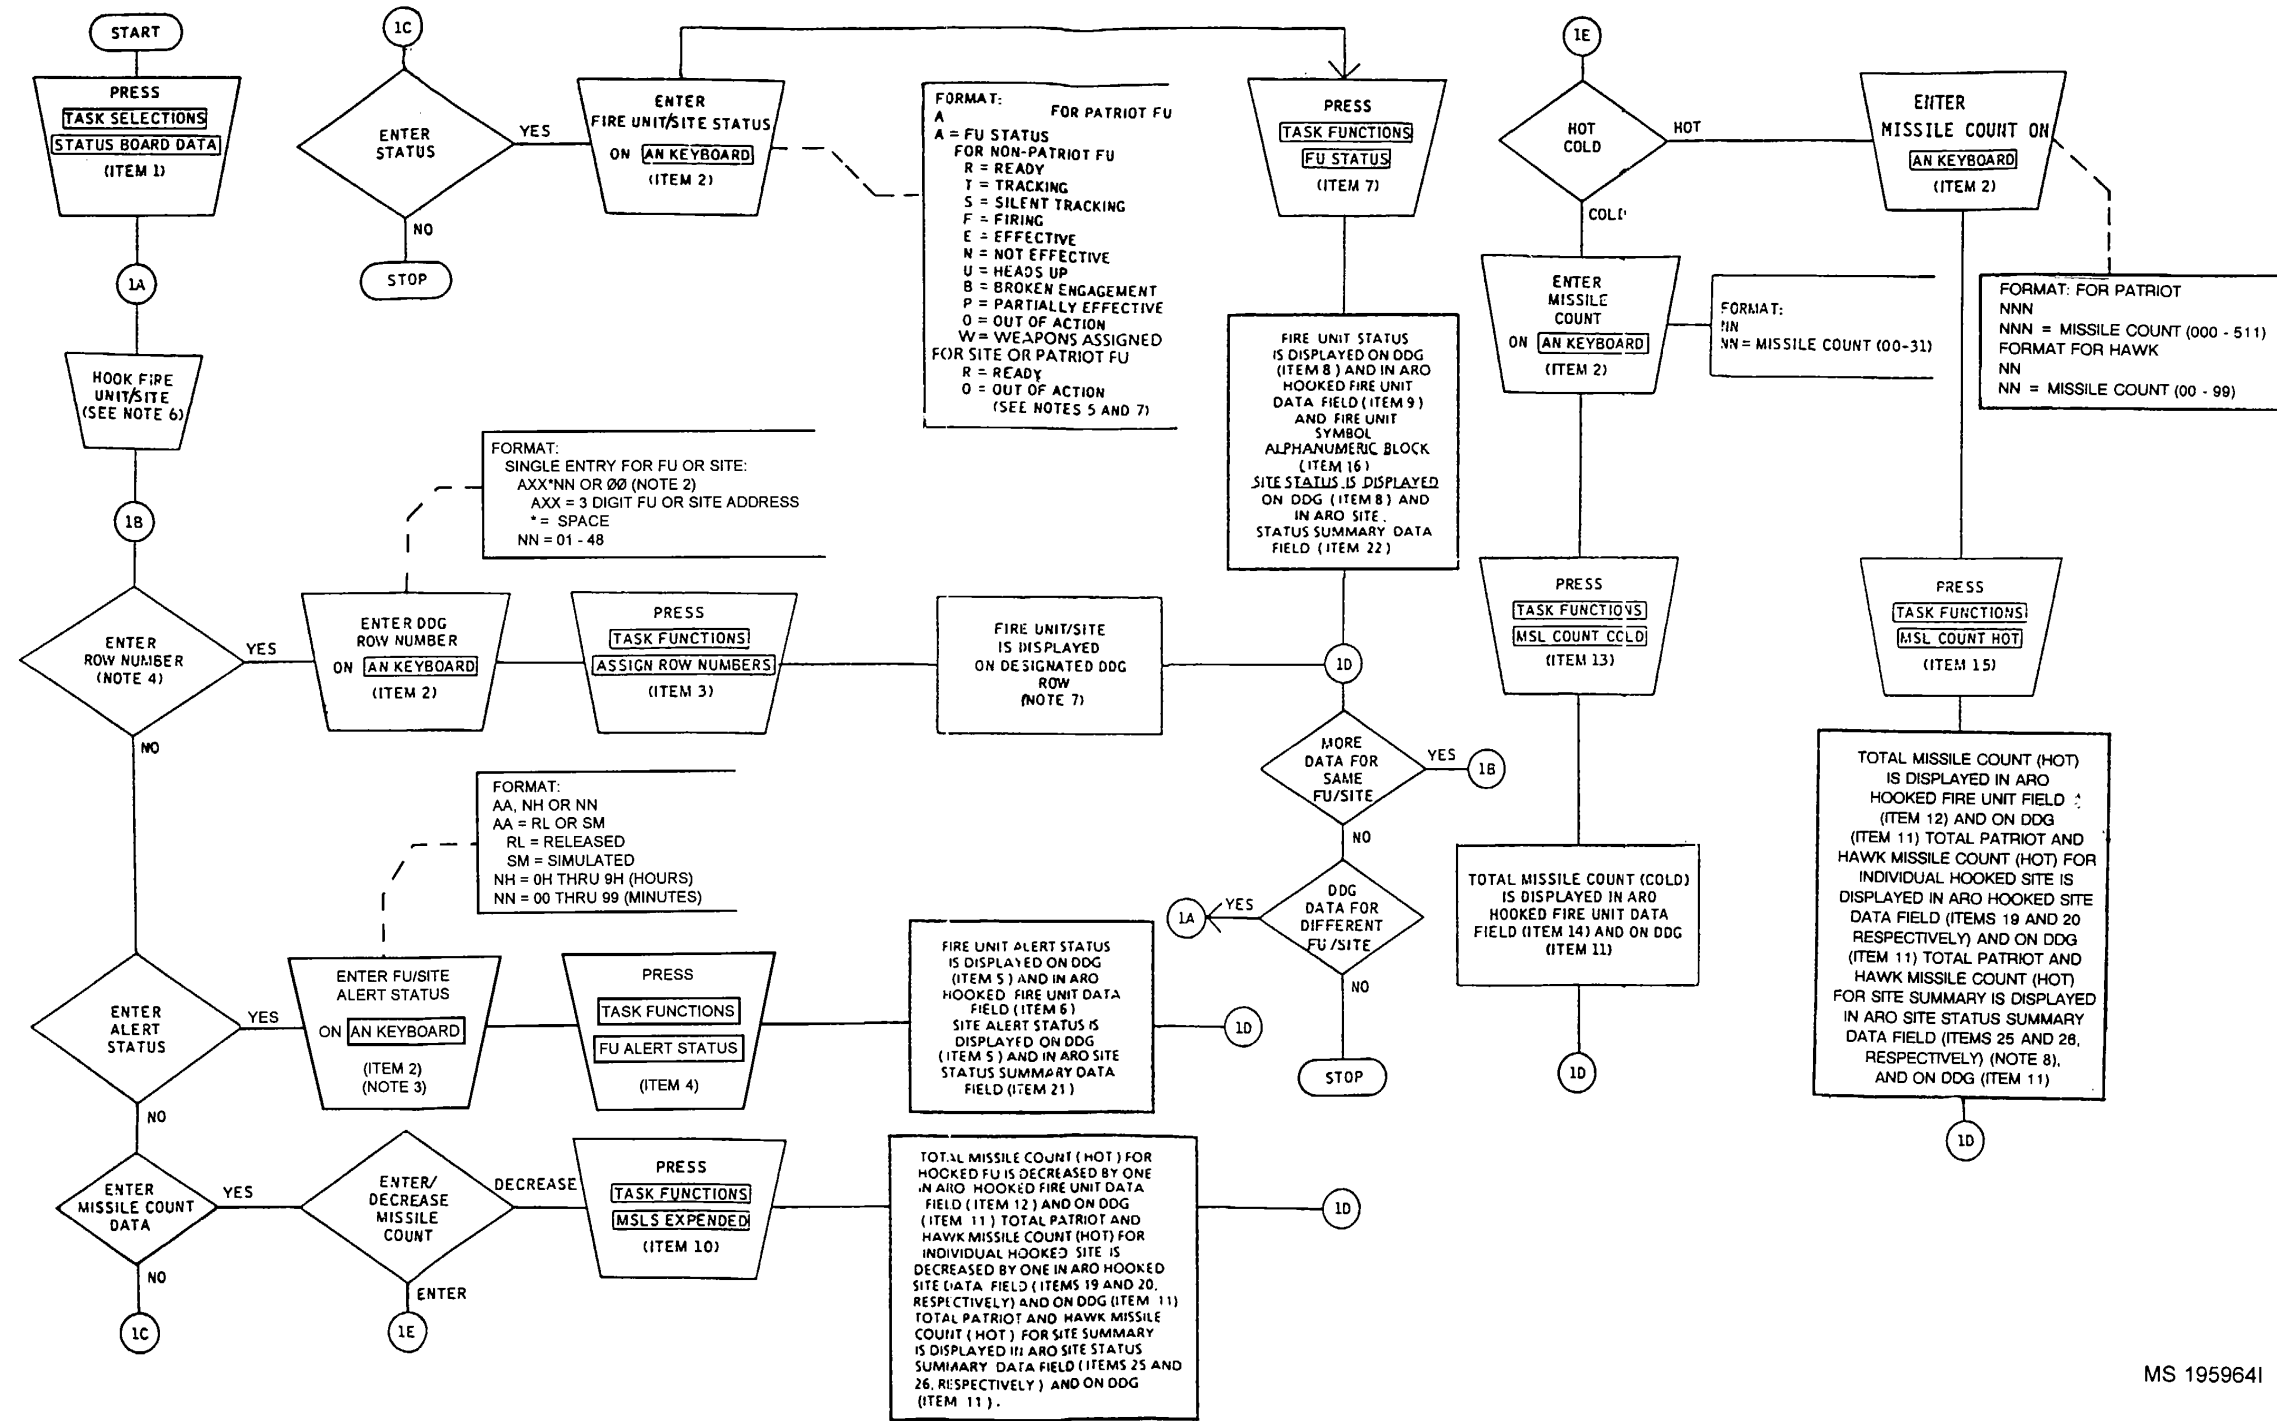 START
PRESS
TASK SELECTIONS
STATUS BOARD DATA
(ITEM 1)
1A
HOOK FIRE
UNIT/SITE
(SEE NOTE 6)
1B
ENTER
ROW NUMBER
(NOTE 4)
YES
NO
FORMAT:
SINGLE ENTRY FOR FU OR SITE:
AXX*NN OR ØØ (NOTE 2)
AXX = 3 DIGIT FU OR SITE ADDRESS
* = SPACE
NN = 01 - 48
ENTER DDG
ROW NUMBER
ON AN KEYBOARD
(ITEM 2)
PRESS
TASK FUNCTIONS
ASSIGN ROW NUMBERS
(ITEM 3)
FIRE UNIT/SITE
IS DISPLAYED
ON DESIGNATED DDG
ROW
(NOTE 7)
1D
ENTER
ALERT
STATUS
YES
NO
FORMAT:
AA, NH OR NN
AA = RL OR SM
RL = RELEASED
SM = SIMULATED
NH = 0H THRU 9H (HOURS)
NN = 00 THRU 99 (MINUTES)
ENTER FU/SITE
ALERT STATUS
ON AN KEYBOARD
(ITEM 2)
(NOTE 3)
PRESS
TASK FUNCTIONS
FU ALERT STATUS
(ITEM 4)
FIRE UNIT ALERT STATUS
IS DISPLAYED ON DDG
(ITEM 5) AND IN ARO
HOOKED FIRE UNIT DATA
FIELD (ITEM 6)
SITE ALERT STATUS IS
DISPLAYED ON DDG
(ITEM 5) AND IN ARO SITE
STATUS SUMMARY DATA
FIELD (ITEM 21)
1D
ENTER
MISSILE COUNT
DATA
YES
NO
1C
ENTER/
DECREASE
MISSILE
COUNT
DECREASE
ENTER
1E
PRESS
TASK FUNCTIONS
MSLS EXPENDED
(ITEM 10)
TOTAL MISSILE COUNT (HOT) FOR
HOOKED FU IS DECREASED BY ONE
IN ARO HOOKED FIRE UNIT DATA
FIELD (ITEM 12) AND ON DDG
(ITEM 11) TOTAL PATRIOT AND
HAWK MISSILE COUNT (HOT) FOR
INDIVIDUAL HOOKED SITE IS
DECREASED BY ONE IN ARO HOOKED
SITE DATA FIELD (ITEMS 19 AND 20,
RESPECTIVELY) AND ON DDG (ITEM 11)
TOTAL PATRIOT AND HAWK MISSILE
COUNT (HOT) FOR SITE SUMMARY
IS DISPLAYED IN ARO SITE STATUS
SUMMARY DATA FIELD (ITEMS 25 AND
26, RESPECTIVELY) AND ON DDG
(ITEM 11).
1D
1C
ENTER
STATUS
YES
NO
STOP
ENTER
FIRE UNIT/SITE STATUS
ON AN KEYBOARD
(ITEM 2)
FORMAT:
A FOR PATRIOT FU
A = FU STATUS
FOR NON-PATRIOT FU
R = READY
T = TRACKING
S = SILENT TRACKING
F = FIRING
E = EFFECTIVE
N = NOT EFFECTIVE
U = HEADS UP
B = BROKEN ENGAGEMENT
P = PARTIALLY EFFECTIVE
O = OUT OF ACTION
W = WEAPONS ASSIGNED
FOR SITE OR PATRIOT FU
R = READY
O = OUT OF ACTION
(SEE NOTES 5 AND 7)
PRESS
TASK FUNCTIONS
FU STATUS
(ITEM 7)
FIRE UNIT STATUS
IS DISPLAYED ON DDG
(ITEM 8) AND IN ARO
HOOKED FIRE UNIT
DATA FIELD (ITEM 9)
AND FIRE UNIT
SYMBOL
ALPHANUMERIC BLOCK
(ITEM 16)
SITE STATUS IS DISPLAYED
ON DDG (ITEM 8) AND
IN ARO SITE.
STATUS SUMMARY DATA
FIELD (ITEM 22)
MORE
DATA FOR
SAME
FU/SITE
YES
1B
NO
DDG
DATA FOR
DIFFERENT
FU/SITE
YES
1A
NO
STOP
1E
HOT
COLD
HOT
COLD
ENTER
MISSILE
COUNT
ON AN KEYBOARD
(ITEM 2)
FORMAT:
NN
NN = MISSILE COUNT (00-31)
PRESS
TASK FUNCTIONS
MSL COUNT COLD
(ITEM 13)
TOTAL MISSILE COUNT (COLD)
IS DISPLAYED IN ARO
HOOKED FIRE UNIT DATA
FIELD (ITEM 14) AND ON DDG
(ITEM 11)
1D
ENTER
MISSILE COUNT ON
AN KEYBOARD
(ITEM 2)
FORMAT: FOR PATRIOT
NNN
NNN = MISSILE COUNT (000 - 511)
FORMAT FOR HAWK
NN
NN = MISSILE COUNT (00 - 99)
PRESS
TASK FUNCTIONS
MSL COUNT HOT
(ITEM 15)
TOTAL MISSILE COUNT (HOT)
IS DISPLAYED IN ARO
HOOKED FIRE UNIT FIELD
(ITEM 12) AND ON DDG
(ITEM 11) TOTAL PATRIOT AND
HAWK MISSILE COUNT (HOT) FOR
INDIVIDUAL HOOKED SITE IS
DISPLAYED IN ARO HOOKED SITE
DATA FIELD (ITEMS 19 AND 20
RESPECTIVELY) AND ON DDG
(ITEM 11) TOTAL PATRIOT AND
HAWK MISSILE COUNT (HOT)
FOR SITE SUMMARY IS DISPLAYED
IN ARO SITE STATUS SUMMARY
DATA FIELD (ITEMS 25 AND 26,
RESPECTIVELY) (NOTE 8),
AND ON DDG (ITEM 11)
1D
MS 195964I